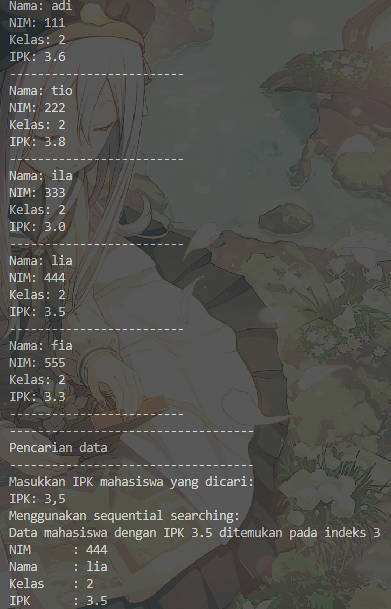 Nama: adi
NIM: 111
Kelas: 2
IPK: 3.6
-------------------------
Nama: tio
NIM: 222
Kelas: 2
IPK: 3.8
-------------------------
Nama: ila
NIM: 333
Kelas: 2
IPK: 3.0
-------------------------
Nama: lia
NIM: 444
Kelas: 2
IPK: 3.5
-------------------------
Nama: fia
NIM: 555
Kelas: 2
IPK: 3.3
-------------------------
-----------------------------------
Pencarian data
-----------------------------------
Masukkan IPK mahasiswa yang dicari:
IPK: 3,5
Menggunakan sequential searching:
Data mahasiswa dengan IPK 3.5 ditemukan pada indeks 3
NIM      : 444
Nama     : lia
Kelas    : 2
IPK      : 3.5